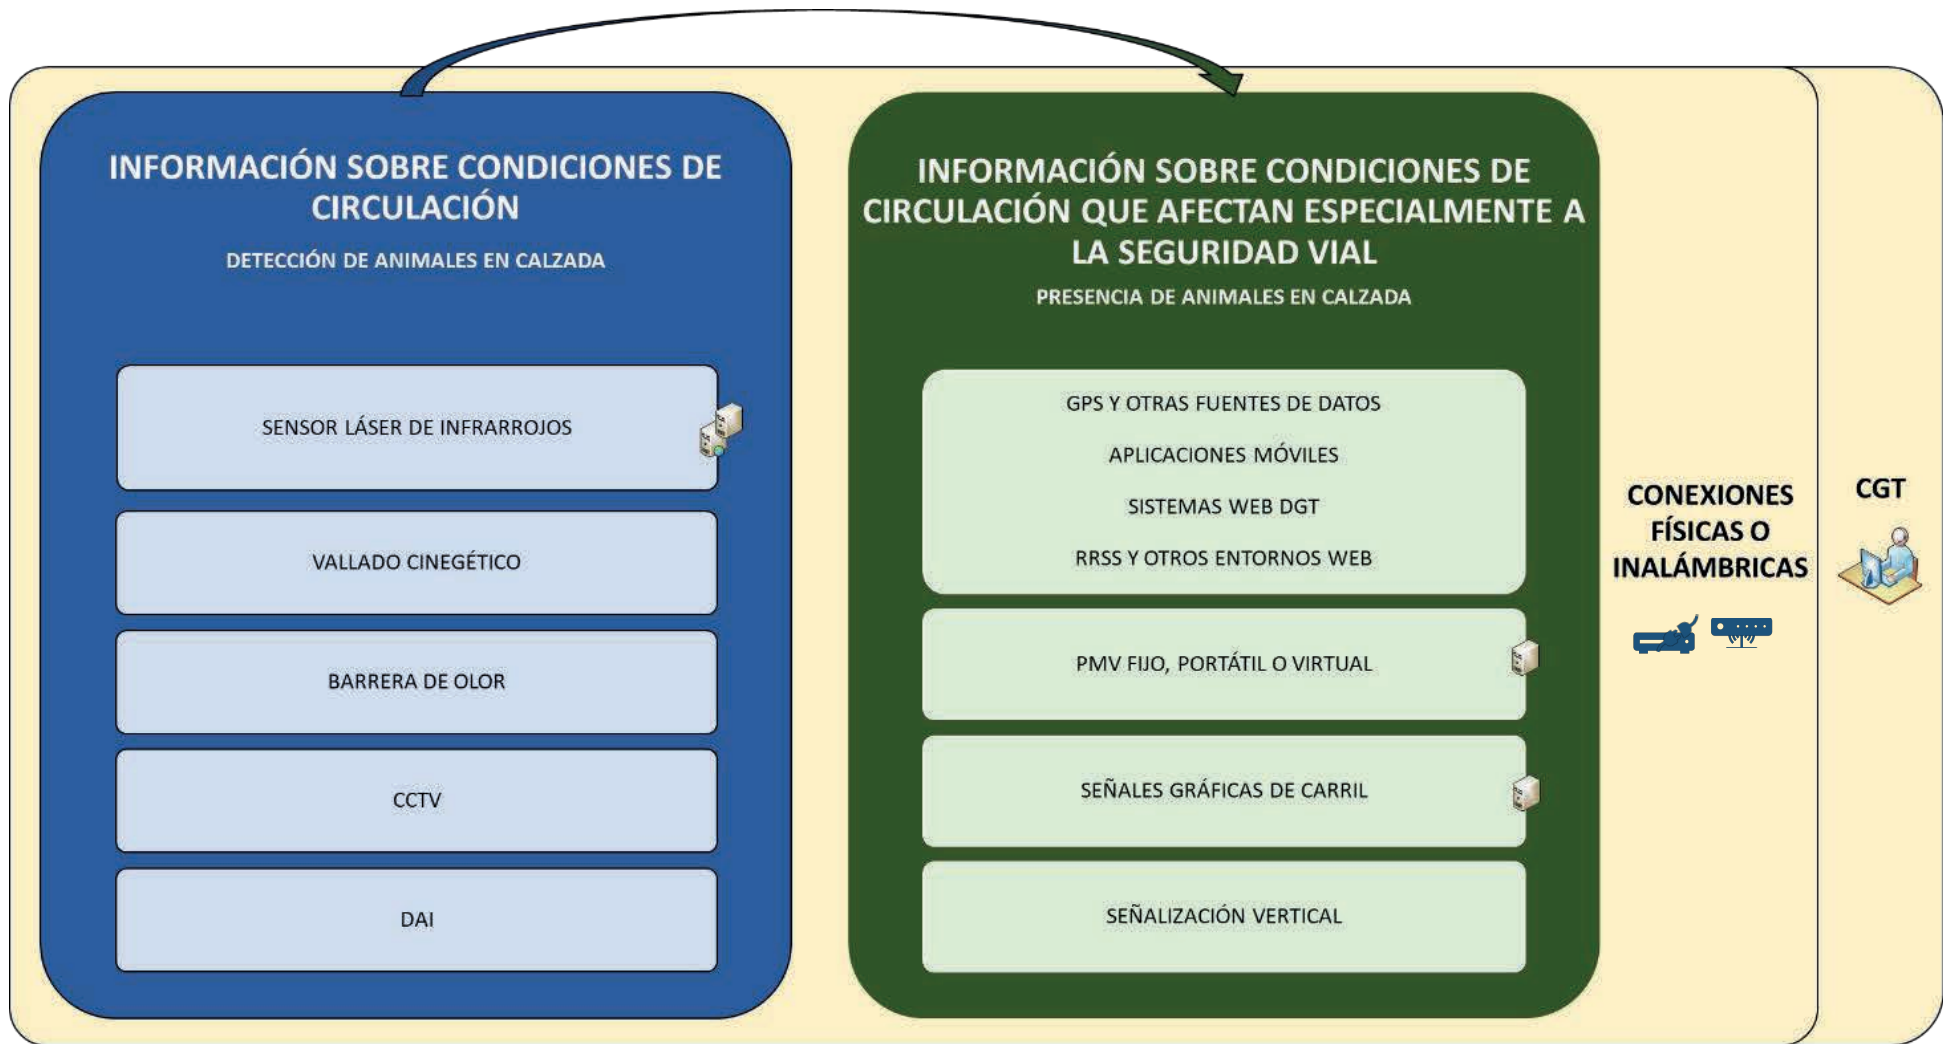 INFORMACIÓN SOBRE CONDICIONES DE
CIRCULACIÓN
DETECCIÓN DE ANIMALES EN CALZADA
SENSOR LÁSER DE INFRARROJOS
VALLADO CINEGÉTICO
BARRERA DE OLOR
CCTV
DAI
INFORMACIÓN SOBRE CONDICIONES DE
CIRCULACIÓN QUE AFECTAN ESPECIALMENTE A
LA SEGURIDAD VIAL
PRESENCIA DE ANIMALES EN CALZADA
GPS Y OTRAS FUENTES DE DATOS
APLICACIONES MÓVILES
SISTEMAS WEB DGT
RRSS Y OTROS ENTORNOS WEB
PMV FIJO, PORTÁTIL O VIRTUAL
SEÑALES GRÁFICAS DE CARRIL
SEÑALIZACIÓN VERTICAL
CONEXIONES
FÍSICAS O
INALÁMBRICAS
CGT